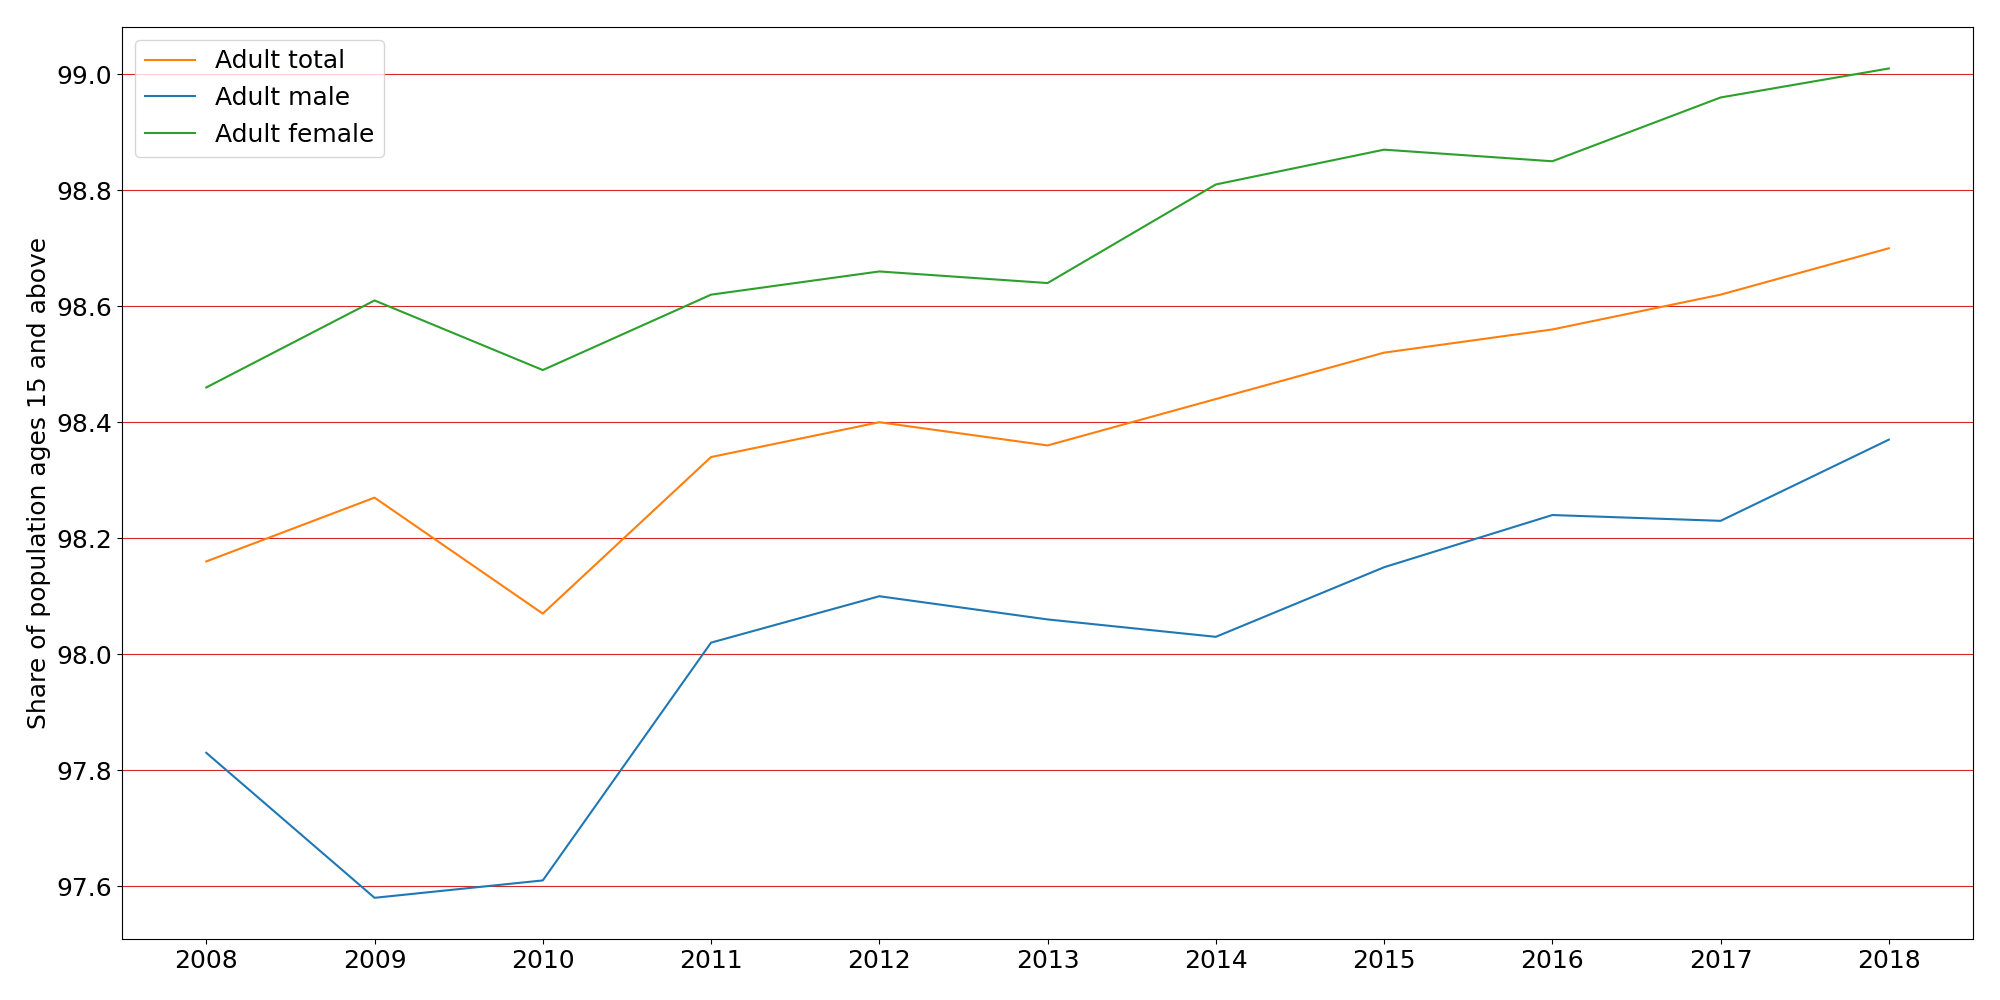 Adult total
Adult male
Adult female
Share of population ages 15 and above
99.0
98.8
98.6
98.4
98.2
98.0
97.8
97.6
2008 2009 2010 2011 2012 2013 2014 2015 2016 2017 2018